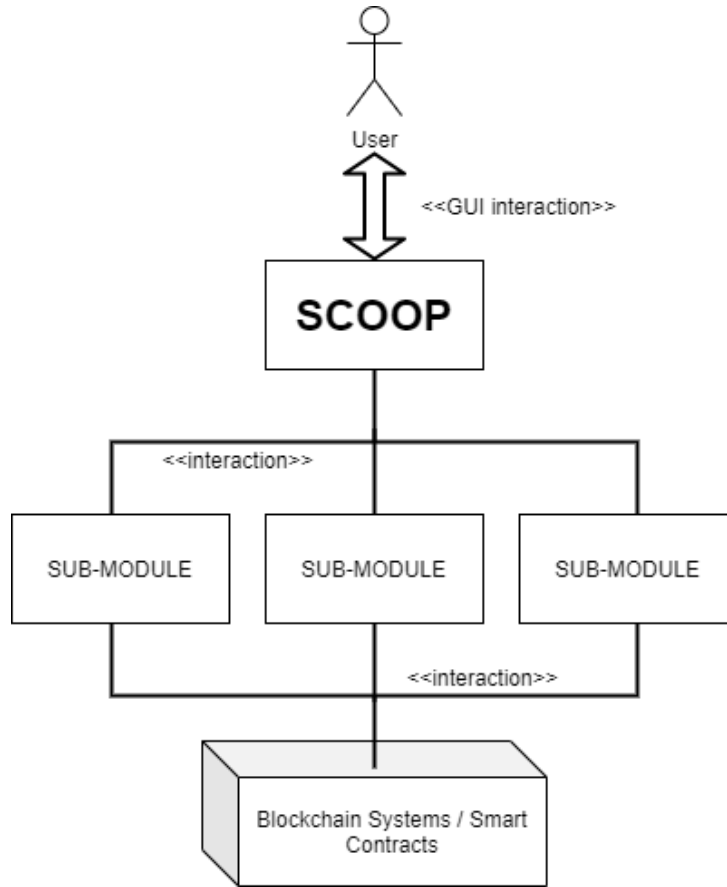 User
<<GUI interaction>>
SCOOP
<<interaction>>
SUB-MODULE
SUB-MODULE
SUB-MODULE
<<interaction>>
Blockchain Systems / Smart
Contracts